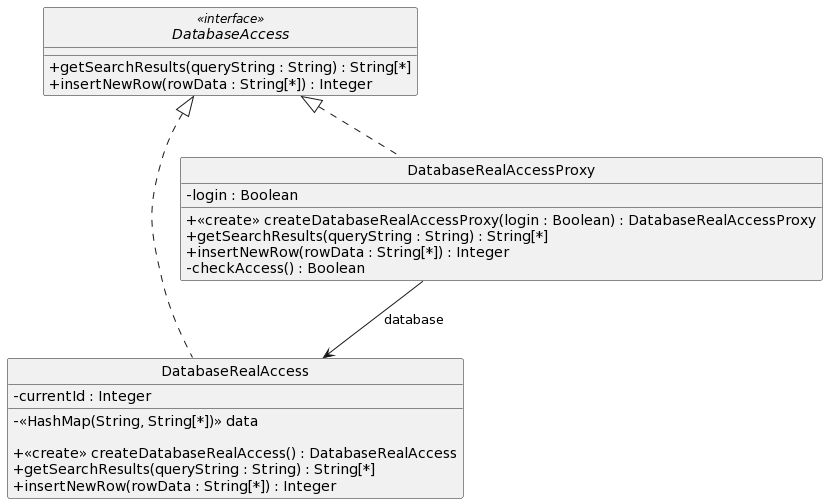 «interface»
DatabaseAccess
+getSearchResults(queryString : String) : String[*]
+insertNewRow(rowData : String[*]) : Integer
DatabaseRealAccessProxy
-login : Boolean
+«create» createDatabaseRealAccessProxy(login : Boolean) : DatabaseRealAccessProxy
+getSearchResults(queryString : String) : String[*]
+insertNewRow(rowData : String[*]) : Integer
-checkAccess() : Boolean
database
DatabaseRealAccess
-currentId : Integer
-«HashMap(String, String[*])» data
+«create» createDatabaseRealAccess() : DatabaseRealAccess
+getSearchResults(queryString : String) : String[*]
+insertNewRow(rowData : String[*]) : Integer